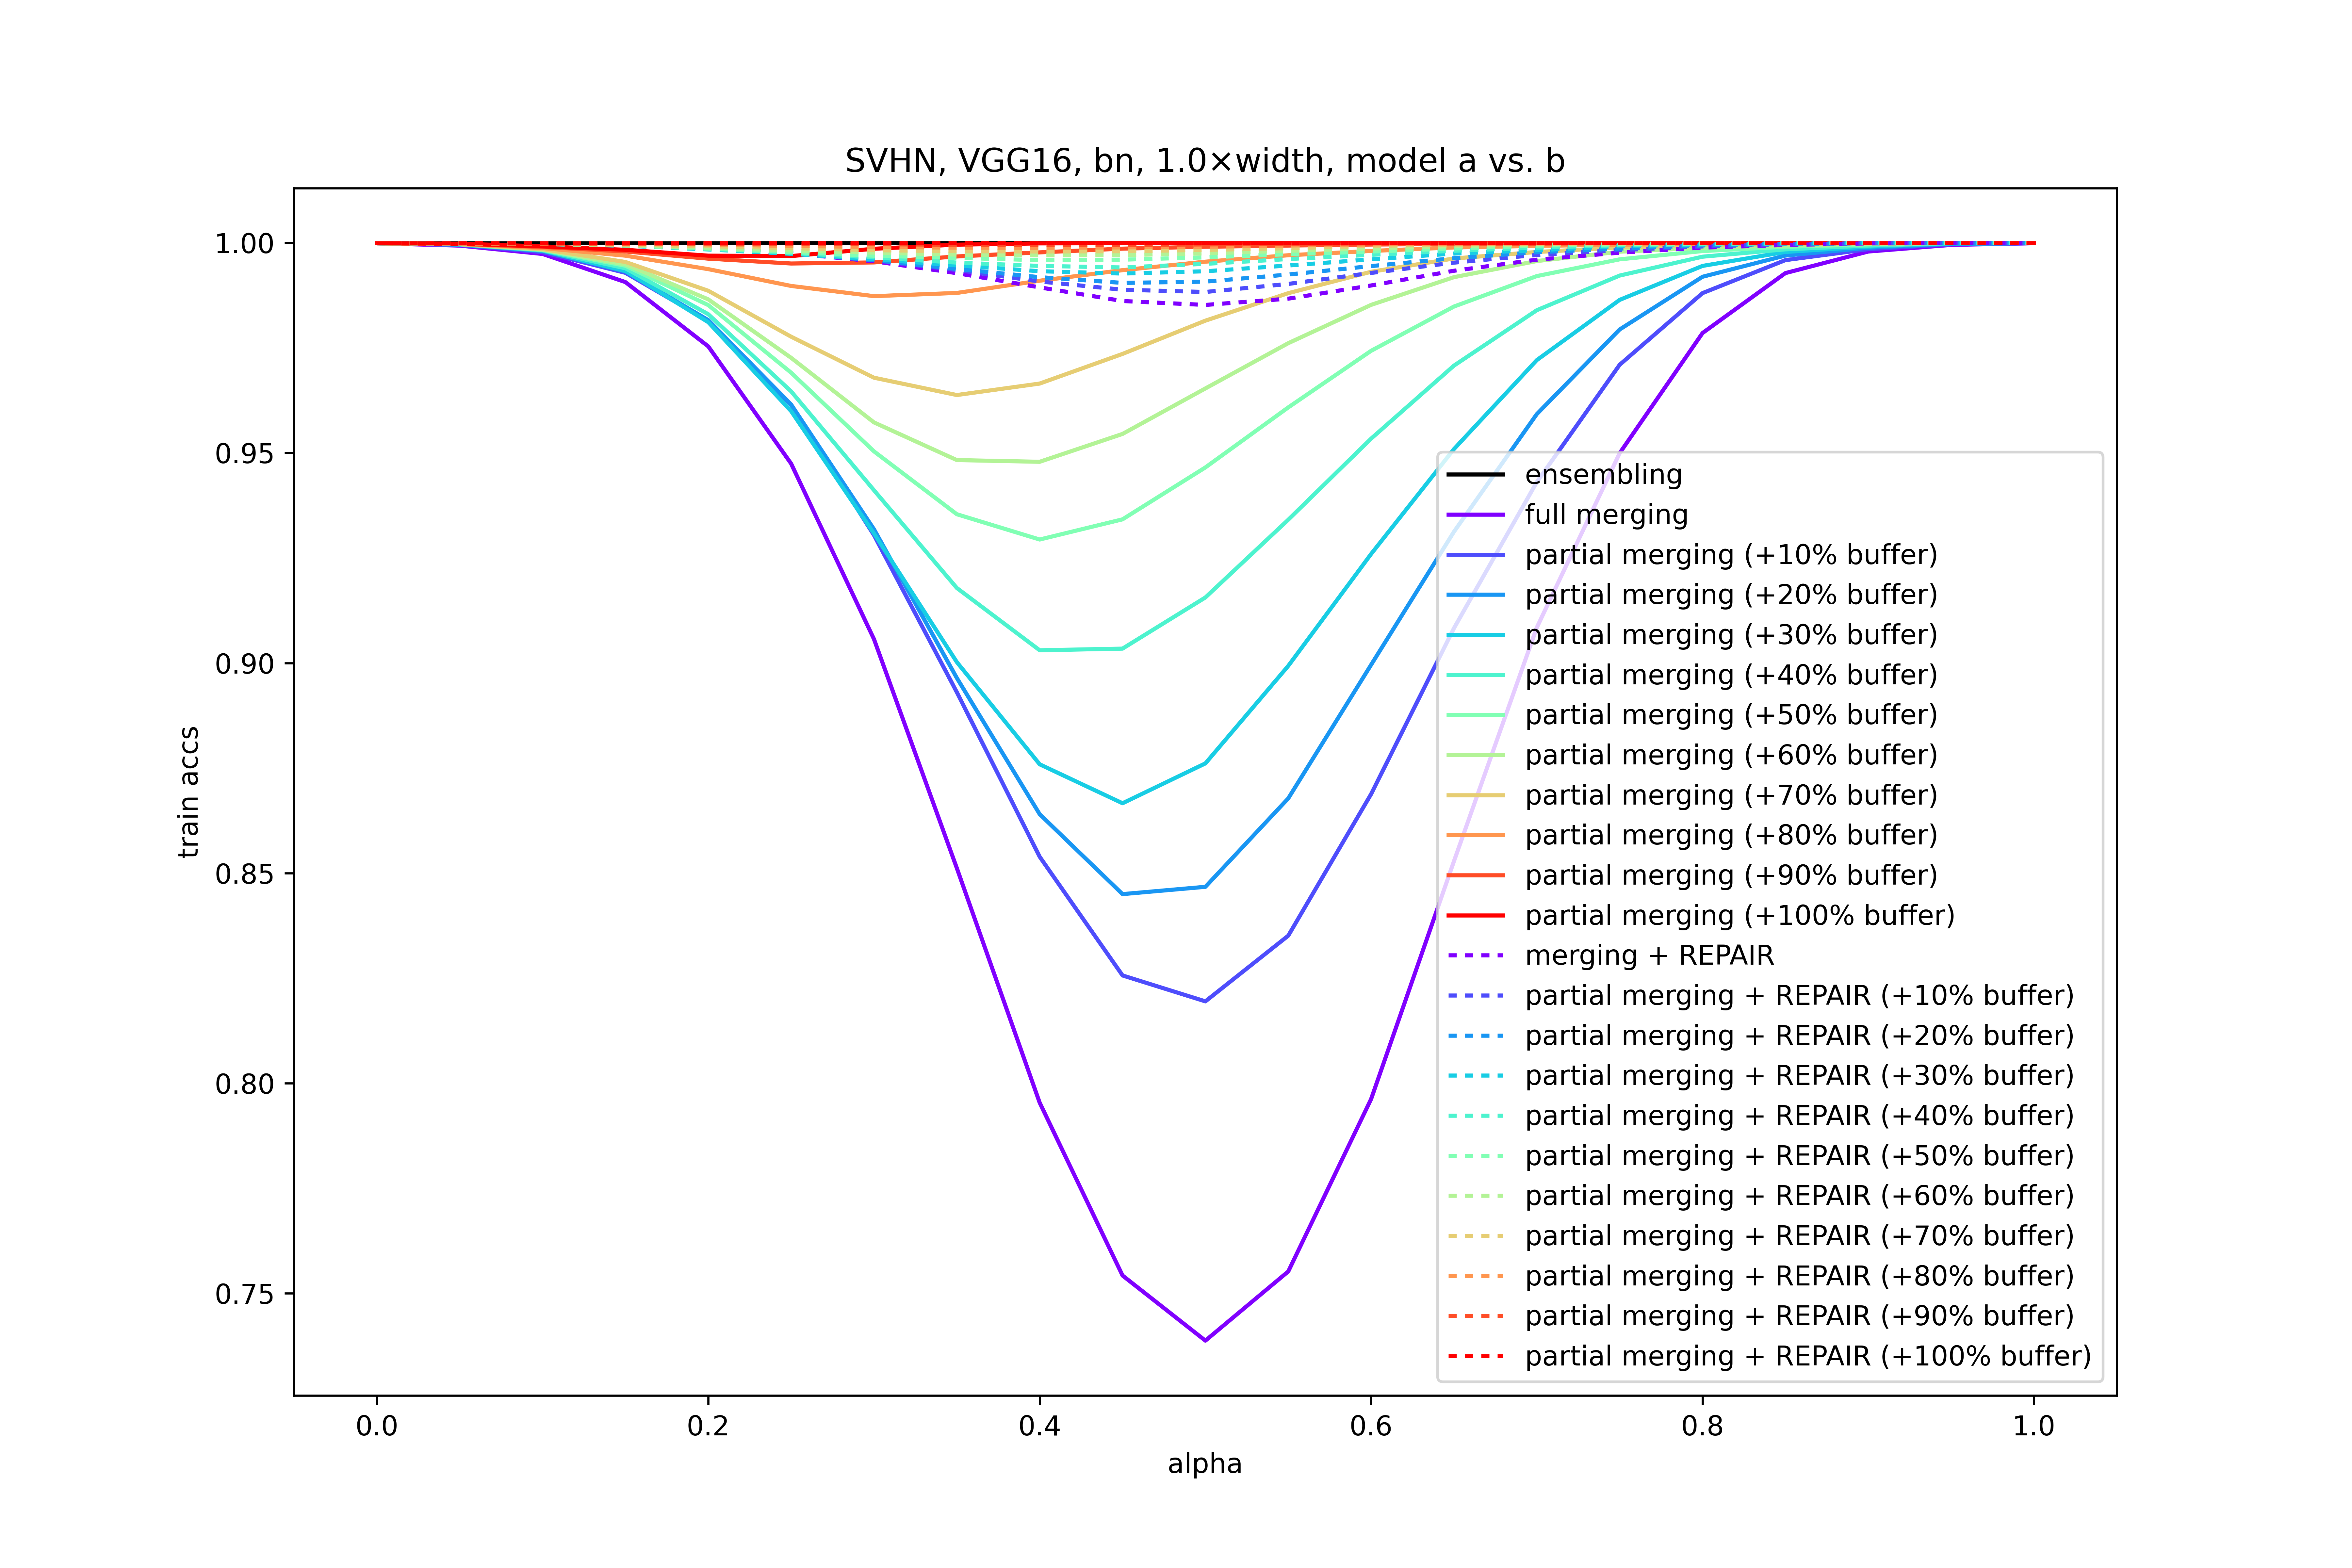 SVHN, VGG16, bn, 1.0×width, model a vs. b
1.00
0.95
0.90
0.85
0.80
0.75
train accs
0.0 0.2 0.4 0.6 0.8 1.0
alpha
ensembling
full merging
partial merging (+10% buffer)
partial merging (+20% buffer)
partial merging (+30% buffer)
partial merging (+40% buffer)
partial merging (+50% buffer)
partial merging (+60% buffer)
partial merging (+70% buffer)
partial merging (+80% buffer)
partial merging (+90% buffer)
partial merging (+100% buffer)
merging + REPAIR
partial merging + REPAIR (+10% buffer)
partial merging + REPAIR (+20% buffer)
partial merging + REPAIR (+30% buffer)
partial merging + REPAIR (+40% buffer)
partial merging + REPAIR (+50% buffer)
partial merging + REPAIR (+60% buffer)
partial merging + REPAIR (+70% buffer)
partial merging + REPAIR (+80% buffer)
partial merging + REPAIR (+90% buffer)
partial merging + REPAIR (+100% buffer)